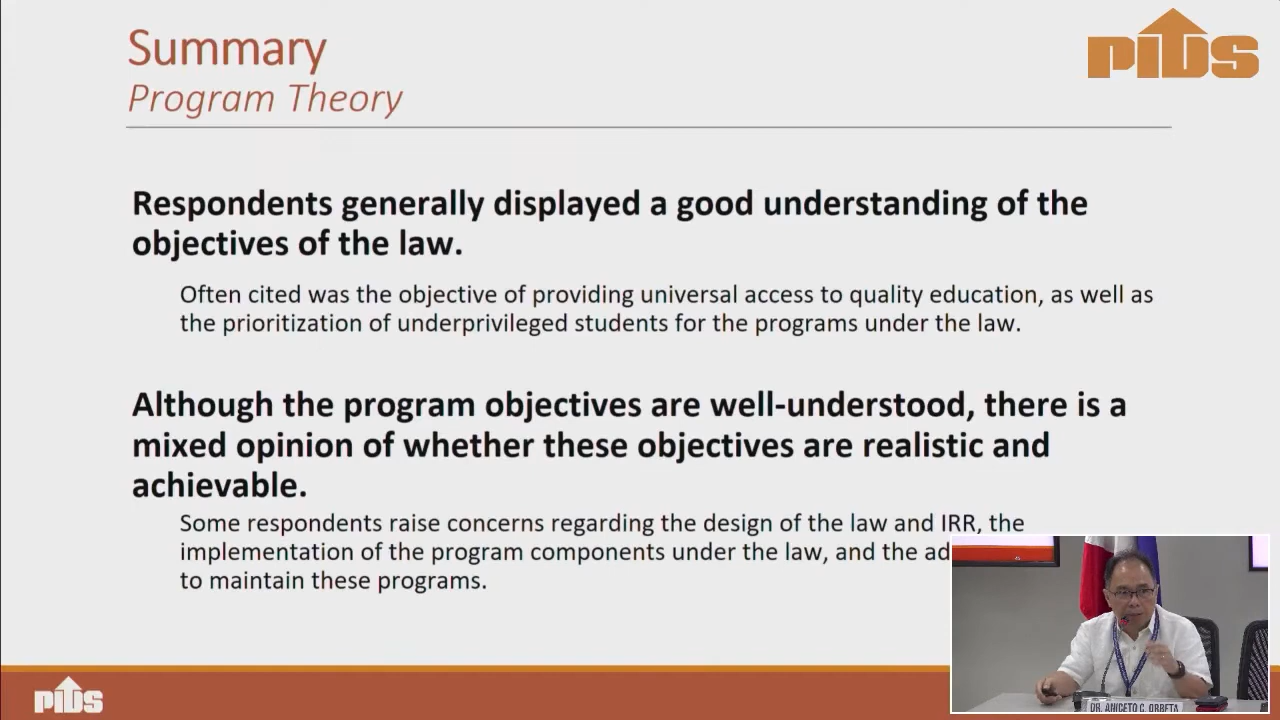 Summary
PIDS
Program Theory
Respondents generally displayed a good understanding of the
objectives of the law.
Often cited was the objective of providing universal access to quality education, as well as
the prioritization of underprivileged students for the programs under the law.
Although the program objectives are well-understood, there is a
mixed opinion of whether these objectives are realistic and
achievable.
Some respondents raise concerns regarding the design of the law and IRR, the
implementation of the program components under the law, and the ad
to maintain these programs.
PIDS
DR. ANICETO C. ORBETA